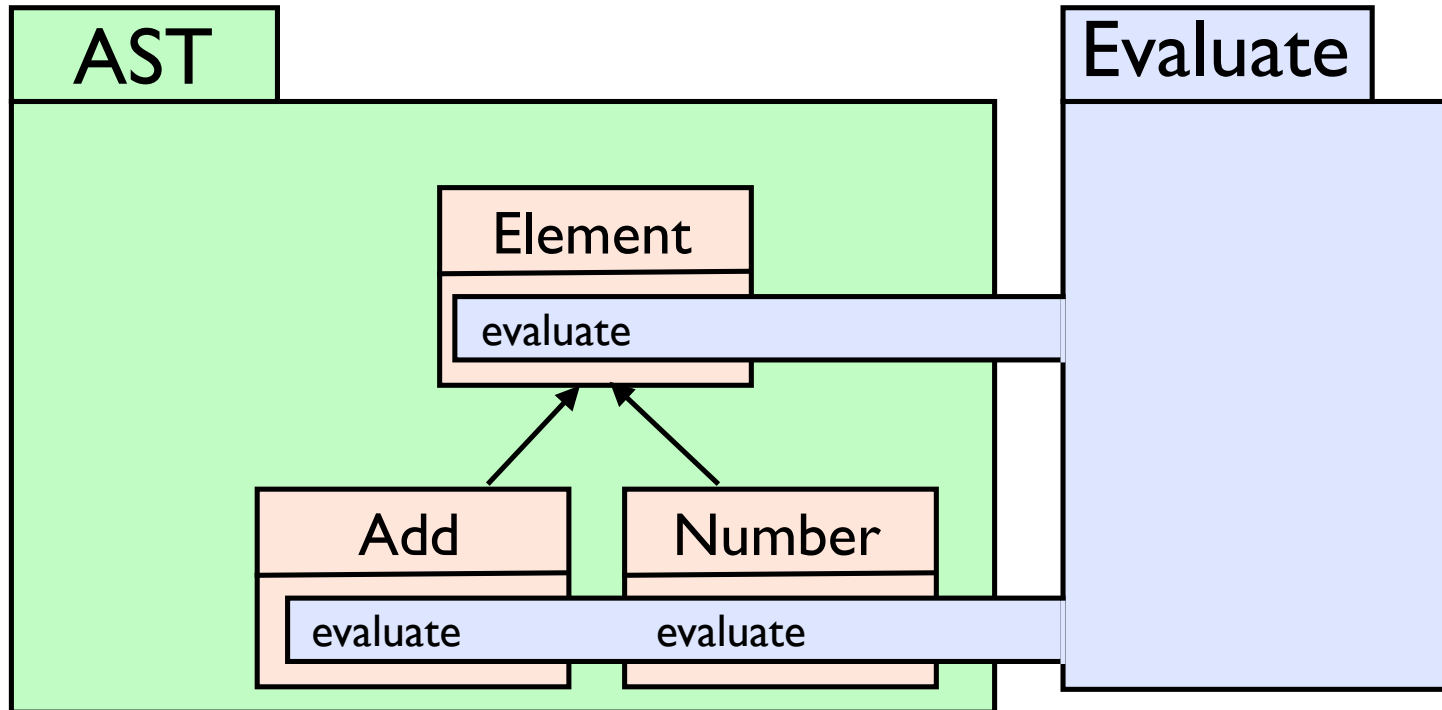 AST
Evaluate
Element
evaluate
Add
Number
evaluate
evaluate